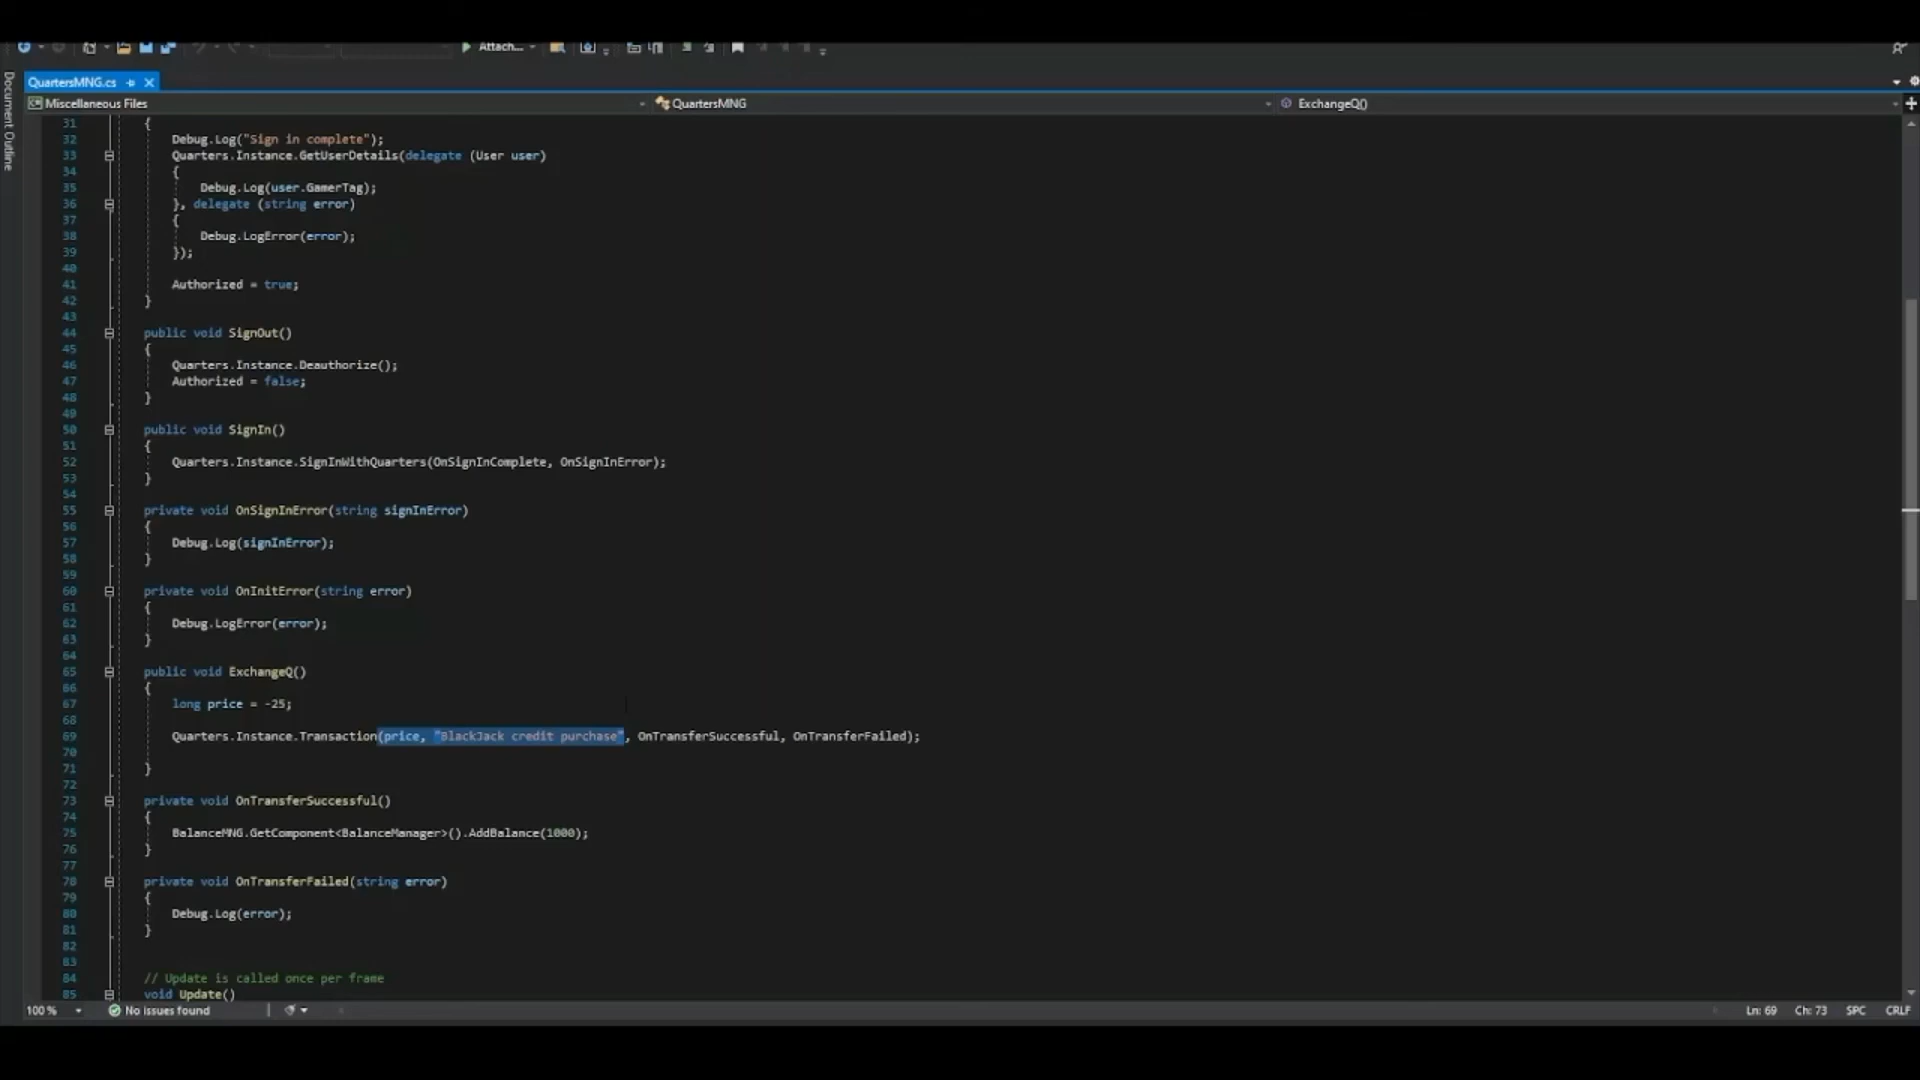 Attach...
Document Outline
QuartersMNG.cs
Miscellaneous Files
QuartersMNG
ExchangeQ()
31 {
32 Debug.Log("Sign in complete");
33 Quarters.Instance.GetUserDetails(delegate (User user)
34 {
35 Debug.Log(user.GamerTag);
36 }, delegate (string error)
37 {
38 Debug.LogError(error);
39 });
40
41 Authorized = true;
42 }
43
44 public void SignOut()
45 {
46 Quarters.Instance.Deauthorize();
47 Authorized = false;
48 }
49
50 public void SignIn()
51 {
52 Quarters.Instance.SignInWithQuarters(OnSignInComplete, OnSignInError);
53 }
54
55 private void OnSignInError(string signInError)
56 {
57 Debug.Log(signInError);
58 }
59
60 private void OnInitError(string error)
61 {
62 Debug.LogError(error);
63 }
64
65 public void ExchangeQ()
66 {
67 long price = -25;
68
69 Quarters.Instance.Transaction(price, "BlackJack credit purchase", OnTransferSuccessful, OnTransferFailed);
70
71 }
72
73 private void OnTransferSuccessful()
74 {
75 BalanceMNG.GetComponent<BalanceManager>().AddBalance(1000);
76 }
77
78 private void OnTransferFailed(string error)
79 {
80 Debug.Log(error);
81 }
82
83
84 // Update is called once per frame
85 void Update()
100 %
No issues found
Ln: 69 Ch: 73 SPC CRLF